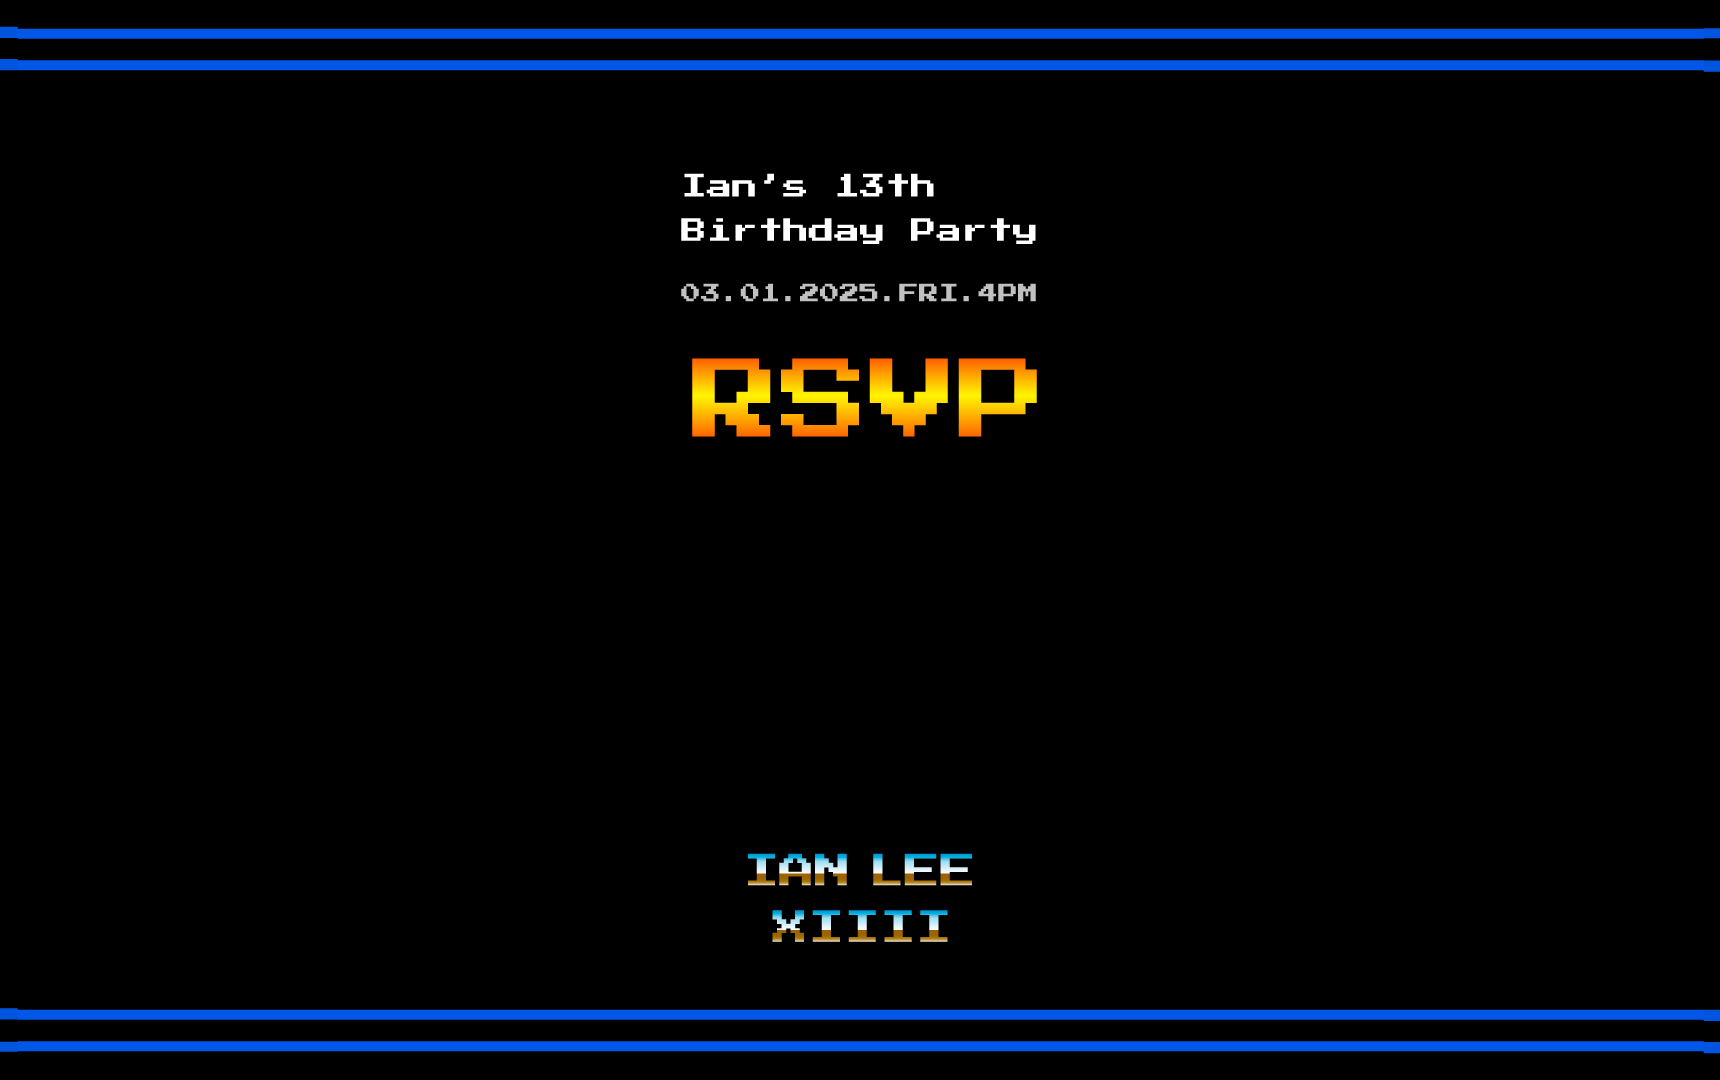 Ian's 13th
Birthday Party
03.01.2025.FRI.4PM
RSVP
IAN LEE
XIIII